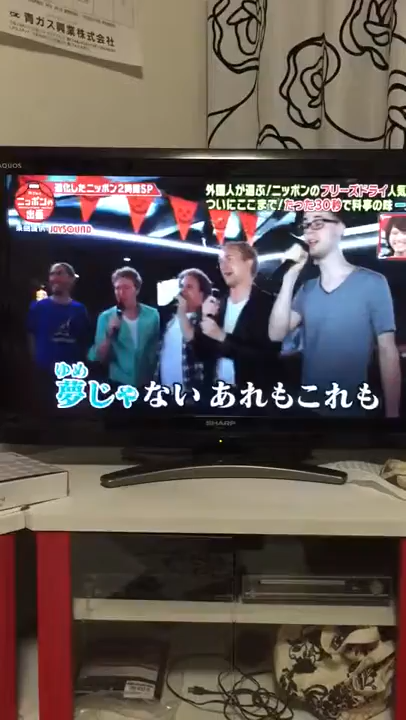 青ガス興業株式会社
AQUOS
進化したニッポン2時間SP
外国人が選ぶ!ニッポンのフリーズドライ人気
ニッポンの
出価
ついにここまで!たった30秒で料亭の味
JOYSOUND
ゆめ
夢じゃない あれもこれも
SHARP